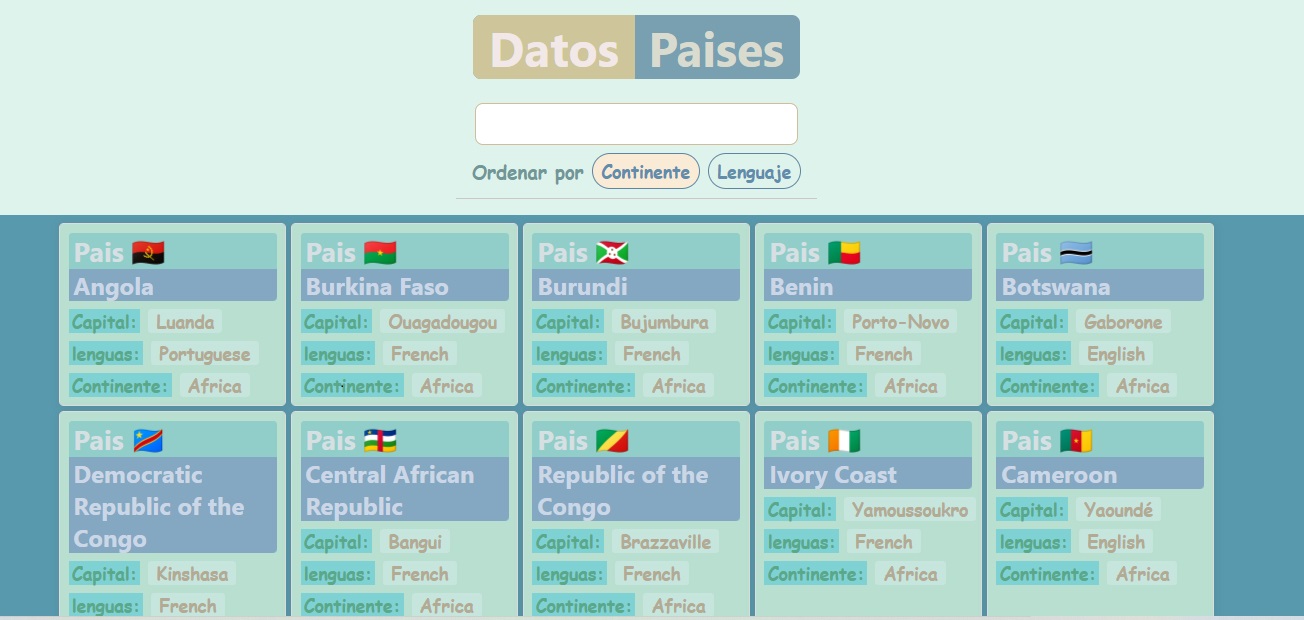 Datos Paises
Ordenar por Continente Lenguaje
Pais
Angola
Capital: Luanda
lenguas: Portuguese
Continente: Africa
Pais
Burkina Faso
Capital: Ouagadougou
lenguas: French
Continente: Africa
Pais
Burundi
Capital: Bujumbura
lenguas: French
Continente: Africa
Pais
Benin
Capital: Porto-Novo
lenguas: French
Continente: Africa
Pais
Botswana
Capital: Gaborone
lenguas: English
Continente: Africa
Pais
Democratic
Republic of the
Congo
Capital: Kinshasa
lenguas: French
Pais
Central African
Republic
Capital: Bangui
lenguas: French
Continente: Africa
Pais
Republic of the
Congo
Capital: Brazzaville
lenguas: French
Continente: Africa
Pais
Ivory Coast
Capital: Yamoussoukro
lenguas: French
Continente: Africa
Pais
Cameroon
Capital: Yaoundé
lenguas: English
Continente: Africa